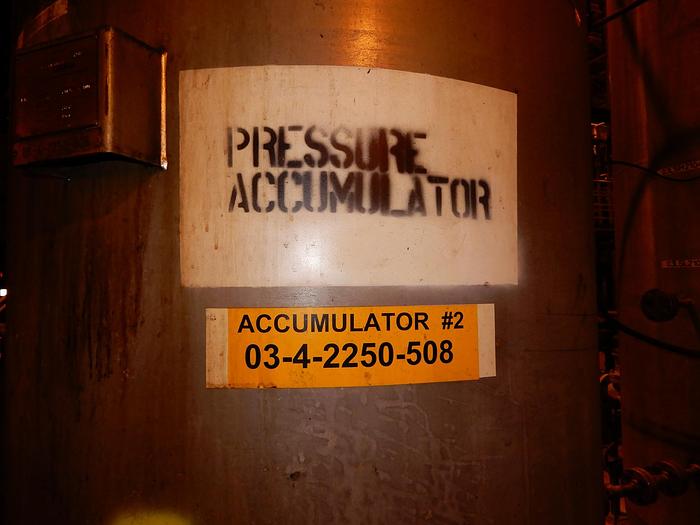 PRESSURE
ACCUMULATOR
ACCUMULATOR #2
03-4-2250-508